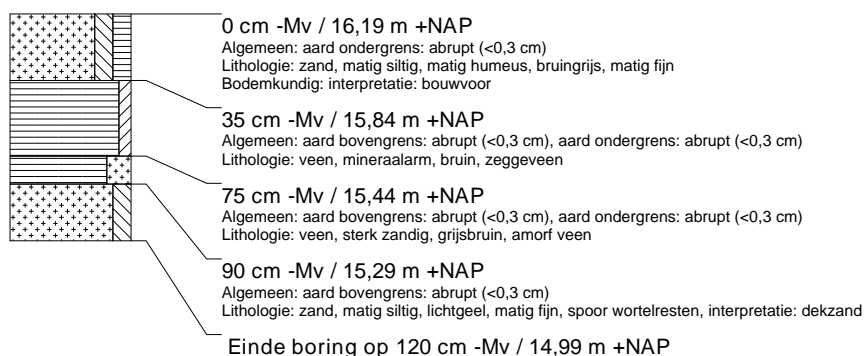 0 cm -Mv / 16,19 m +NAP
Algemeen: aard ondergrens: abrupt (<0,3 cm)
Lithologie: zand, matig siltig, matig humeus, bruingrijs, matig fijn
Bodemkundig: interpretatie: bouwvoor
35 cm -Mv / 15,84 m +NAP
Algemeen: aard bovengrens: abrupt (<0,3 cm), aard ondergrens: abrupt (<0,3 cm)
Lithologie: veen, mineraalarm, bruin, zeggeveen
75 cm -Mv / 15,44 m +NAP
Algemeen: aard bovengrens: abrupt (<0,3 cm), aard ondergrens: abrupt (<0,3 cm)
Lithologie: veen, sterk zandig, grijsbruin, amorf veen
90 cm -Mv / 15,29 m +NAP
Algemeen: aard bovengrens: abrupt (<0,3 cm)
Lithologie: zand, matig siltig, lichtgeel, matig fijn, spoor wortelresten, interpretatie: dekzand
Einde boring op 120 cm -Mv / 14,99 m +NAP